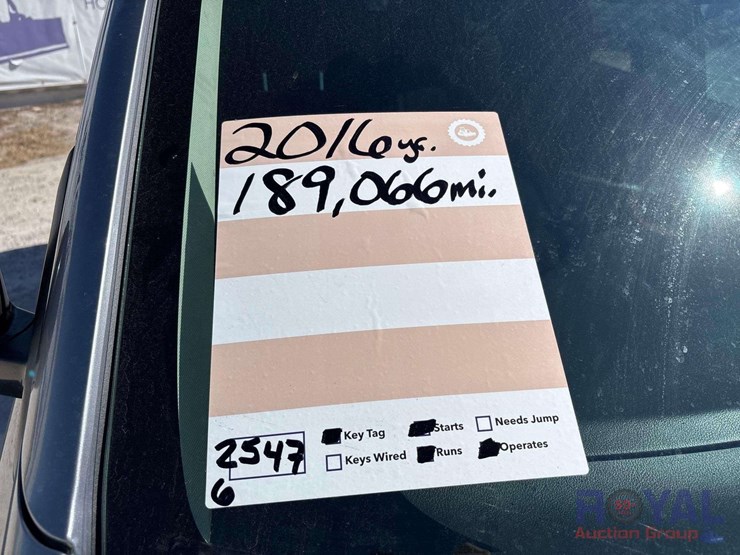 2016 yr.
189,066 mi.
Key Tag Starts Needs Jump
Keys Wired Runs Operates
2547
6
ROYAL
Auction Group